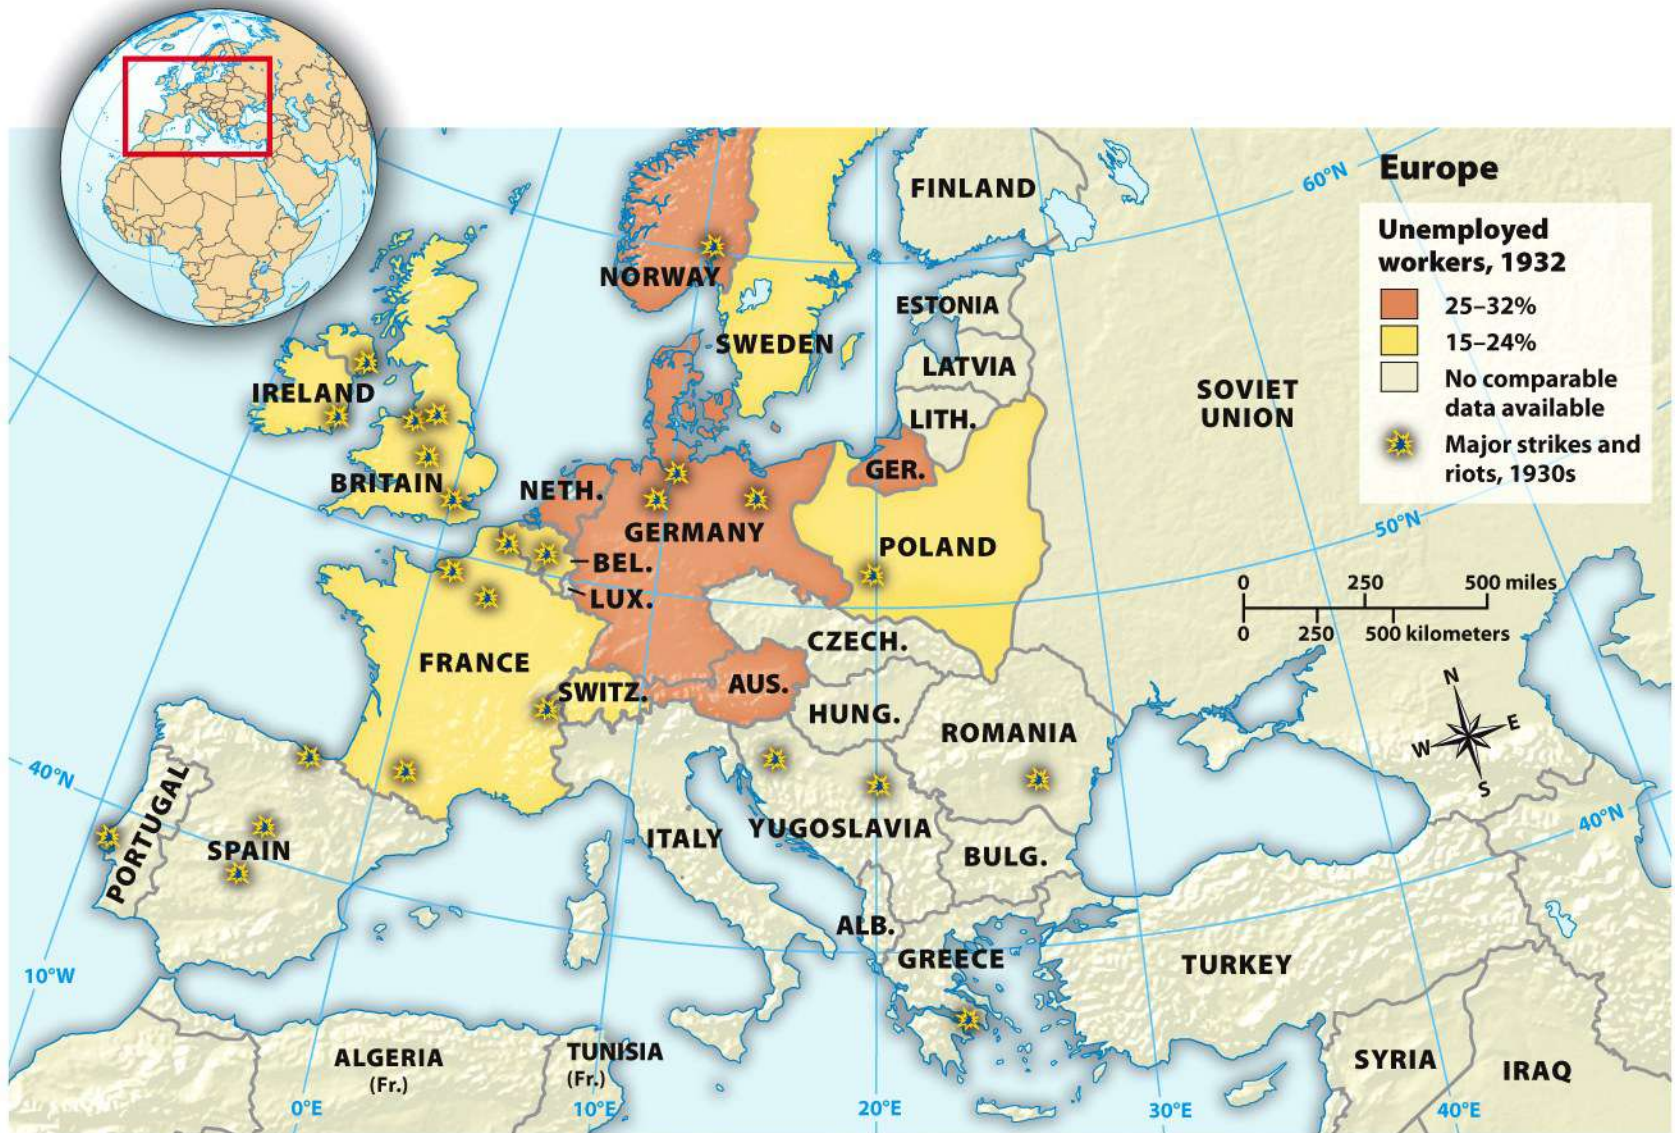 Europe
Unemployed
workers, 1932
25–32%
15–24%
No comparable
data available
Major strikes and
riots, 1930s
60°N
FINLAND
NORWAY
ESTONIA
SWEDEN
LATVIA
SOVIET
UNION
IRELAND
LITH.
GER.
BRITAIN
NETH.
GERMANY
50°N
POLAND
BEL.
LUX.
0 250 500 miles
0 250 500 kilometers
CZECH.
FRANCE
SWITZ.
AUS.
HUNG.
ROMANIA
N
E
W
S
40°N
PORTUGAL
SPAIN
ITALY
YUGOSLAVIA
BULG.
40°N
ALB.
GREECE
TURKEY
10°W
ALGERIA
(Fr.)
TUNISIA
(Fr.)
SYRIA
IRAQ
0°E
10°E
20°E
30°E
40°E